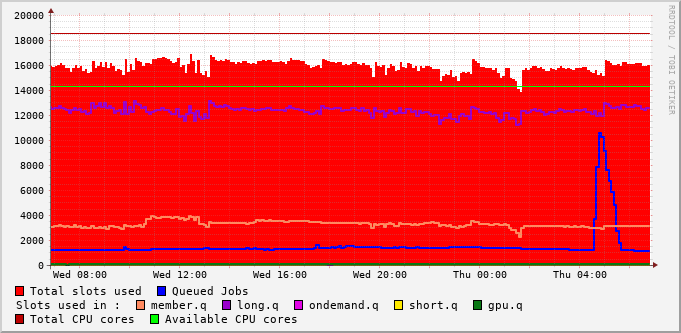 20000
18000
16000
14000
12000
10000
8000
6000
4000
2000
0
Wed 08:00 Wed 12:00 Wed 16:00 Wed 20:00 Thu 00:00 Thu 04:00
Total slots used Queued Jobs
Slots used in : member.q long.q ondemand.q short.q gpu.q
Total CPU cores Available CPU cores
RRDTOOL / TOBI OETIKER